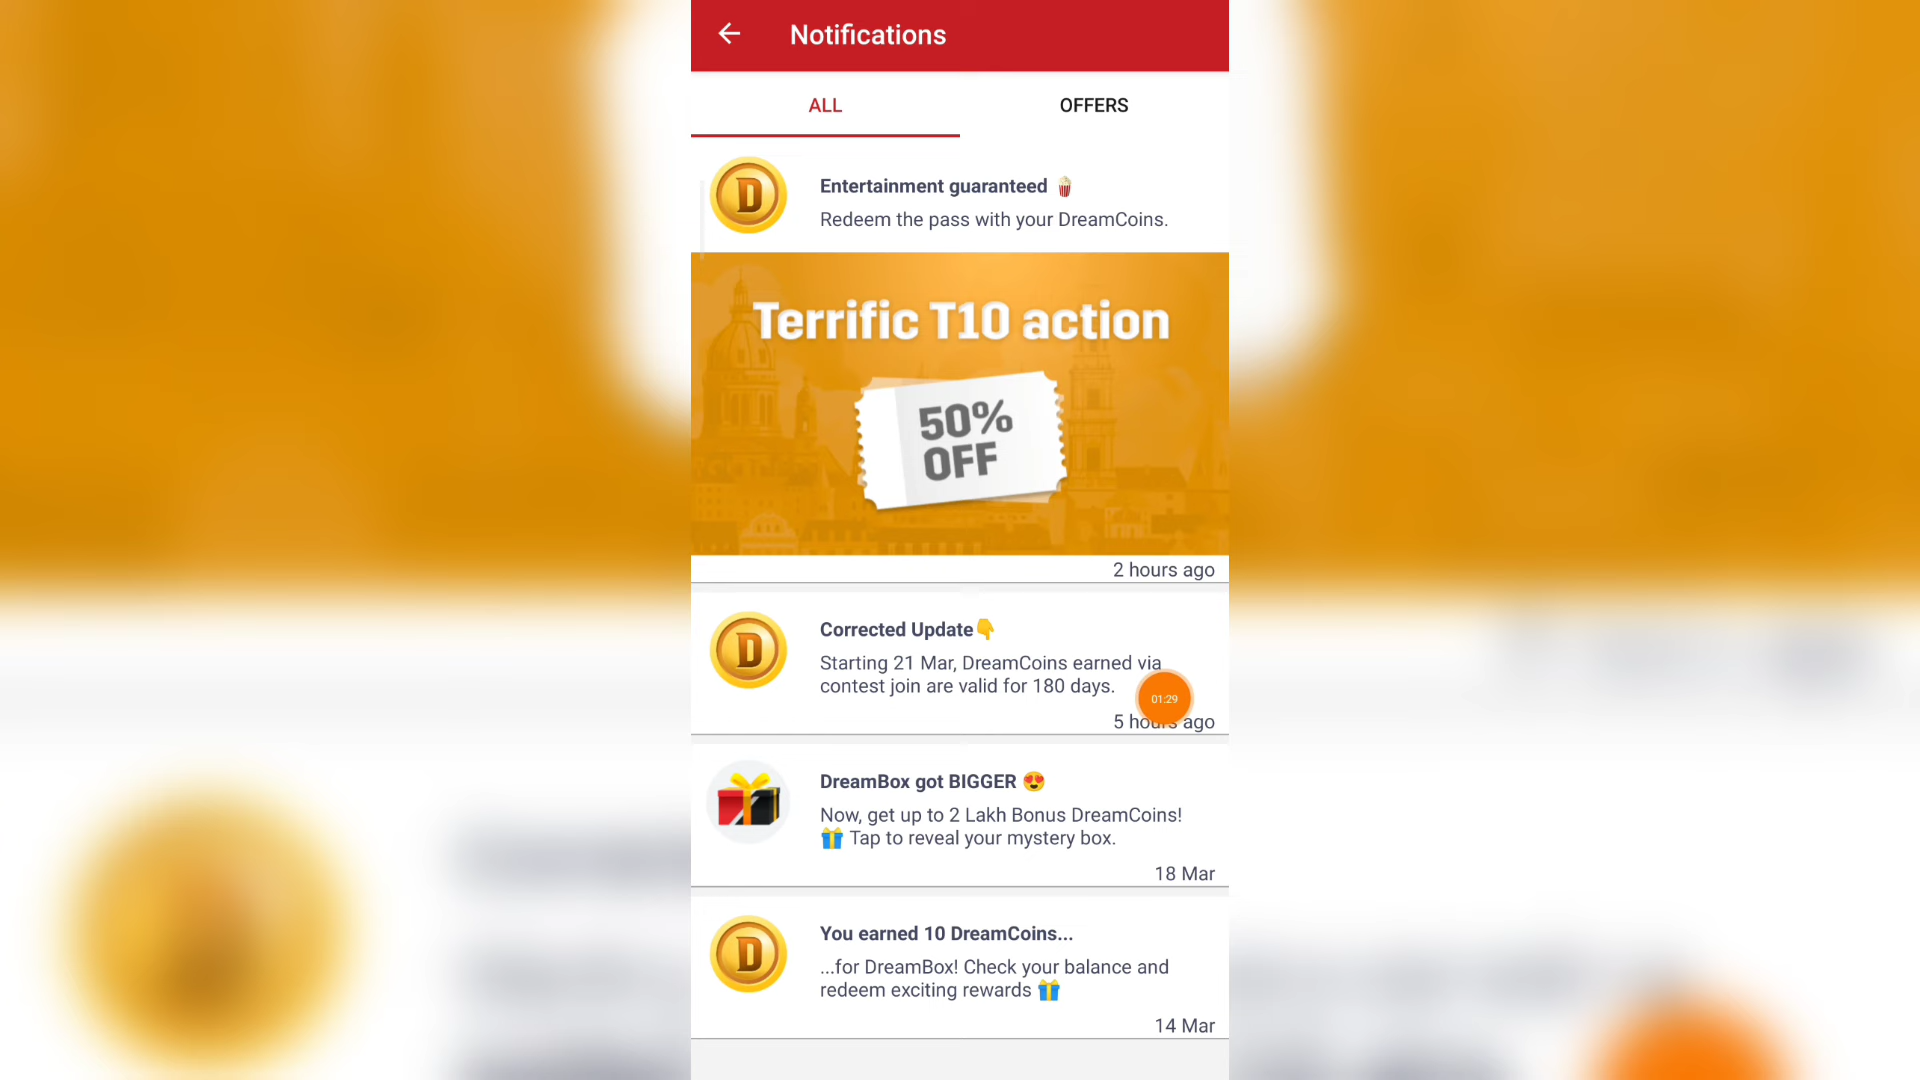 Notifications
ALL
OFFERS
D
Entertainment guaranteed 🍿
Redeem the pass with your DreamCoins.
Terrific T10 action
50%
OFF
2 hours ago
D
Corrected Update👇
Starting 21 Mar, DreamCoins earned via
contest join are valid for 180 days.
01:29
5 hours ago
DreamBox got BIGGER 😍
Now, get up to 2 Lakh Bonus DreamCoins!
🎁 Tap to reveal your mystery box.
18 Mar
D
You earned 10 DreamCoins...
...for DreamBox! Check your balance and
redeem exciting rewards 🎁
14 Mar